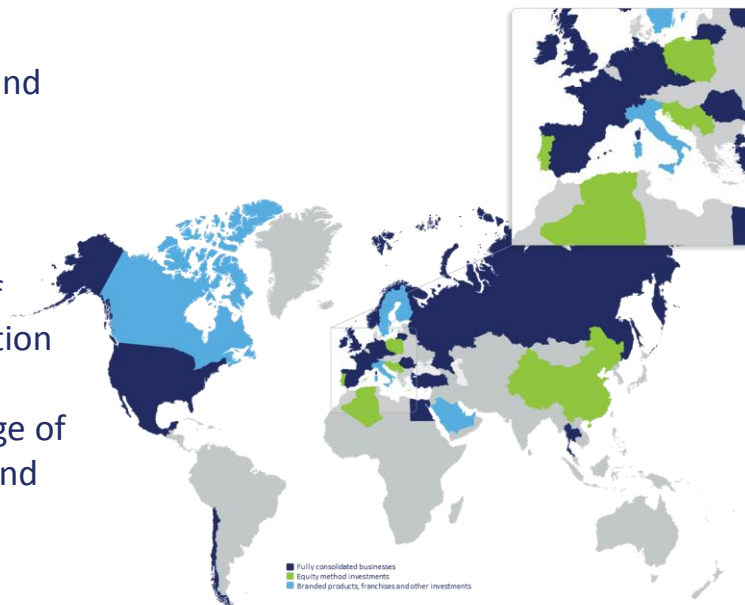 nd
f
tion
ge of
nd
Fully consolidated businesses
Equity method investments
Branded products, franchises and other investments